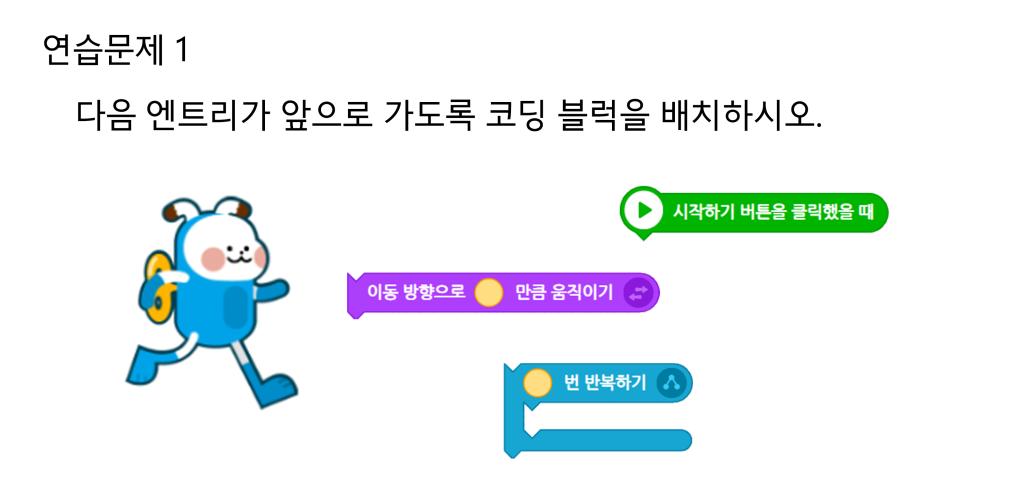 연습문제 1
다음 엔트리가 앞으로 가도록 코딩 블럭을 배치하시오.
시작하기 버튼을 클릭했을 때
이동 방향으로 만큼 움직이기
번 반복하기